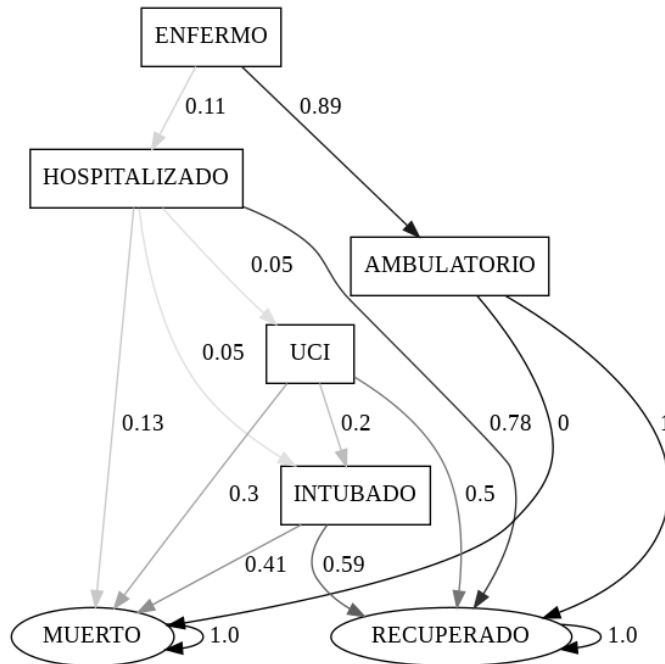 ENFERMO
0.11
0.89
HOSPITALIZADO
0.05
AMBULATORIO
0.05
UCI
0.13
0.3
0.2
0.5
0.78
0
1
INTUBADO
0.41
0.59
MUERTO
1.0
RECUPERADO
1.0